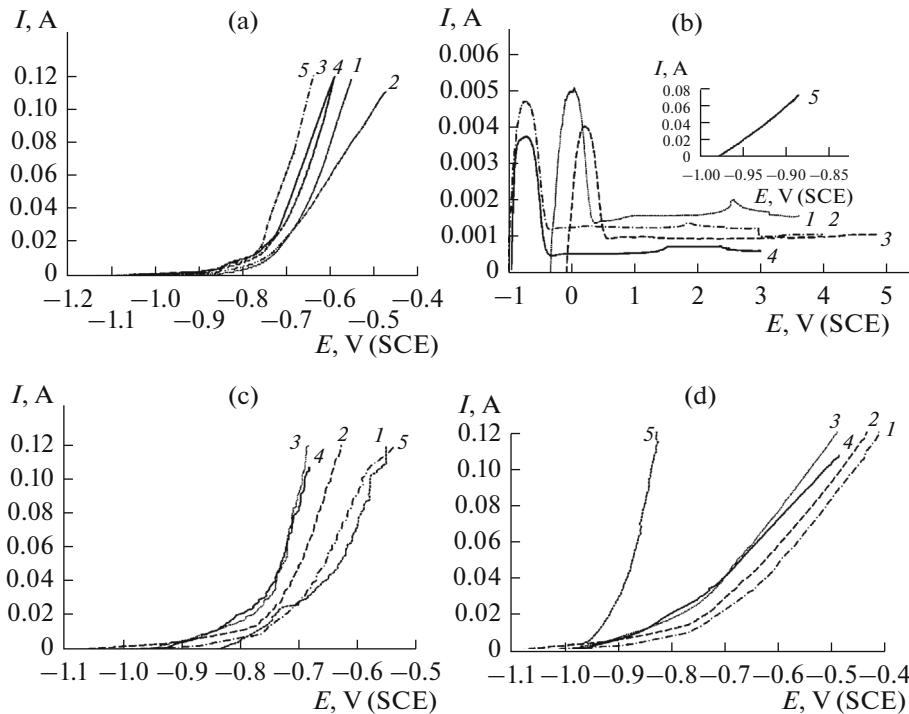 I, A
(a)
0.12
0.10
0.08
0.06
0.04
0.02
0
5 3 4 1 2
−1.2 −1.0 −0.8 −0.6 −0.4
−1.1 −0.9 −0.7 −0.5
E, V (SCE)
I, A
(b)
0.006
0.005
0.004
0.003
0.002
0.001
0
1
2
3
4
−1 0 1 2 3 4 5
E, V (SCE)
I, A
0.08
0.06
0.04
0.02
0
5
−1.00 −0.95 −0.90 −0.85
E, V (SCE)
I, A
(c)
0.12
0.10
0.08
0.06
0.04
0.02
0
3
4
2
1
5
−1.1 −1.0 −0.9 −0.8 −0.7 −0.6 −0.5
E, V (SCE)
I, A
(d)
0.12
0.10
0.08
0.06
0.04
0.02
0
5
3
4
2
1
−1.1 −1.0 −0.9 −0.8 −0.7 −0.6 −0.5 −0.4
E, V (SCE)